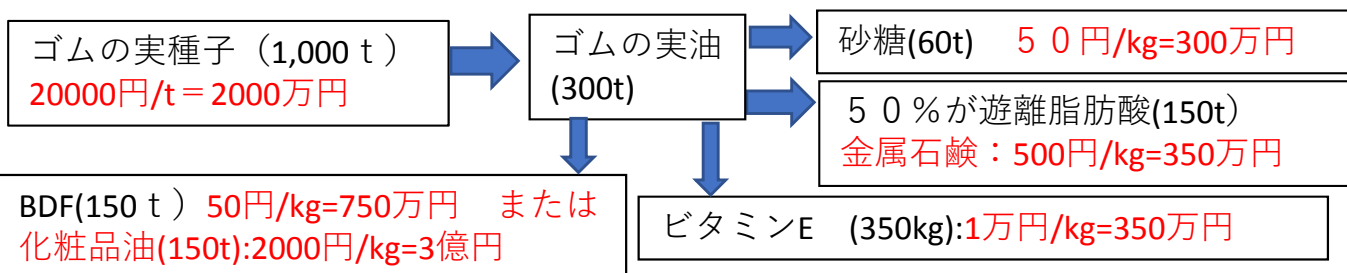 ゴムの実種子（1,000ｔ）
20000円/t＝2000万円
ゴムの実油
(300t)
砂糖(60t)　５０円/kg=300万円
５０％が遊離脂肪酸(150t）
金属石鹸：500円/kg=350万円
BDF(150ｔ）50円/kg=750万円　または
化粧品油(150t):2000円/kg=3億円
ビタミンE　(350kg):1万円/kg=350万円